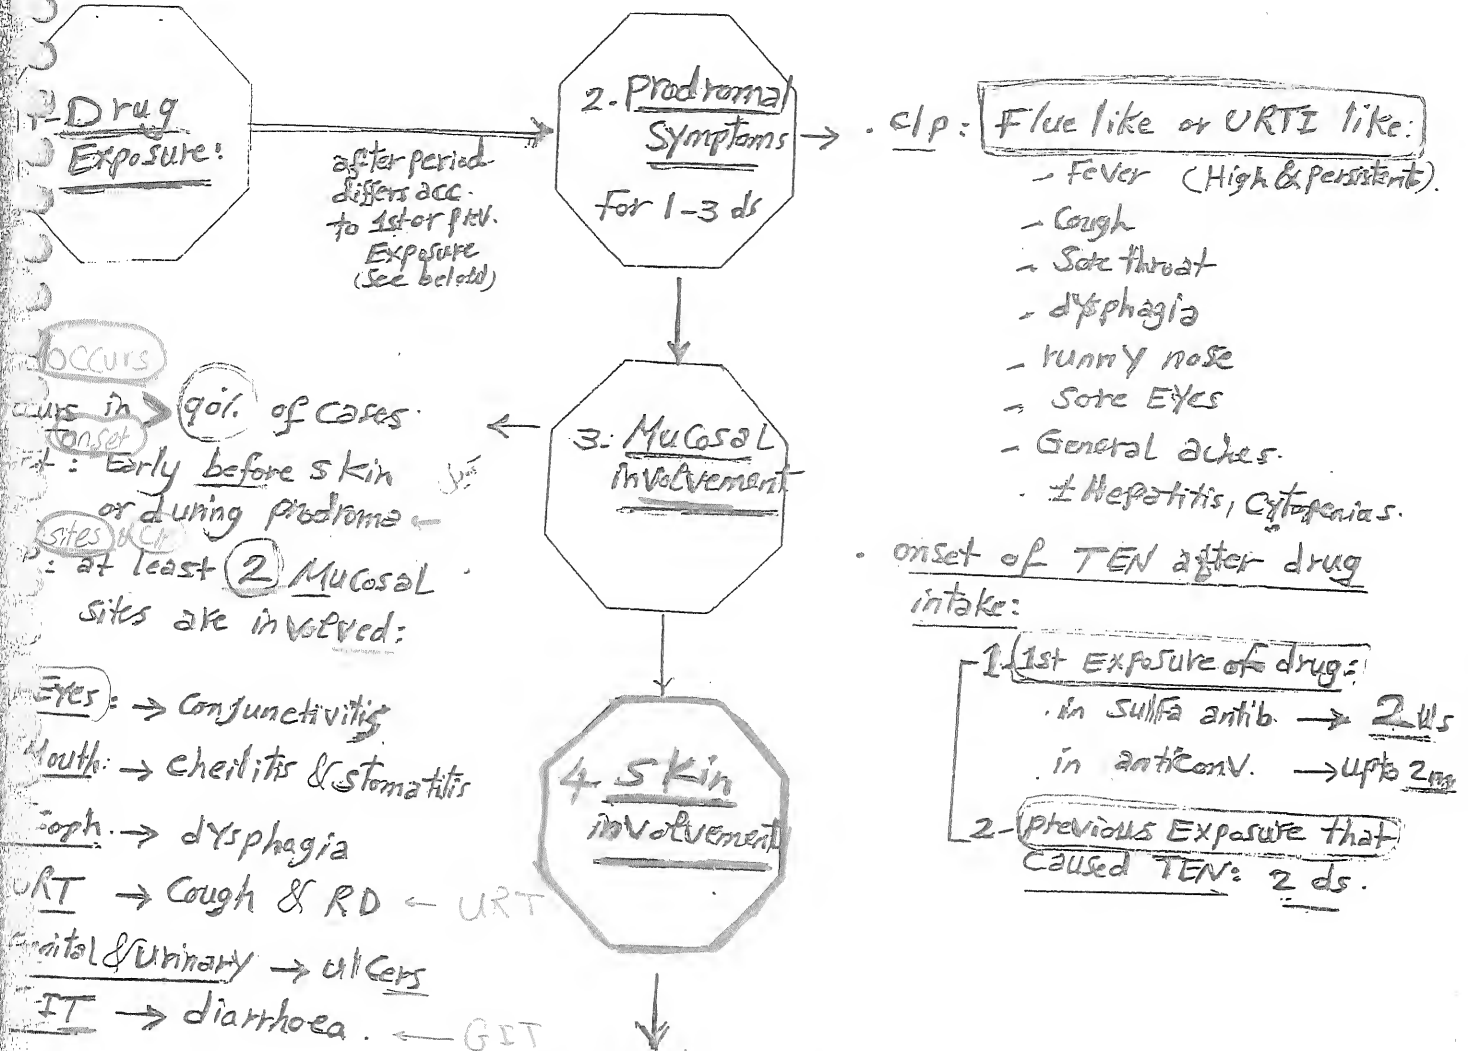 1- Drug
Exposure:
after period
differs acc.
to 1st or prev.
Exposure
(see below)
2. Prodromal
Symptoms
For 1-3 ds
. c/p: Flue like or URTI like:
- Fever (High & persistent).
- Cough
- Sore throat
- dysphagia
- runny nose
- Sore Eyes
- General aches.
. ± Hepatitis, Cytopenias.
. onset of TEN after drug
intake:
1. 1st Exposure of drug:
. in sulfa antib. → 2 ws
. in anticonv. → upto 2 ms
2- previous Exposure that
Caused TEN: 2 ds.
3. Mucosal
involvement
occurs
in > 90% of cases.
onset
: Early before skin
or during prodroma ←
sites
: at least 2 Mucosal
sites are involved:
Eyes: → Conjunctivitis
Mouth: → cheilitis & stomatitis
→ dysphagia
URT → Cough & RD ← URT
& urinary → ulcers
GIT → diarrhoea. ← GIT
4. skin
involvement